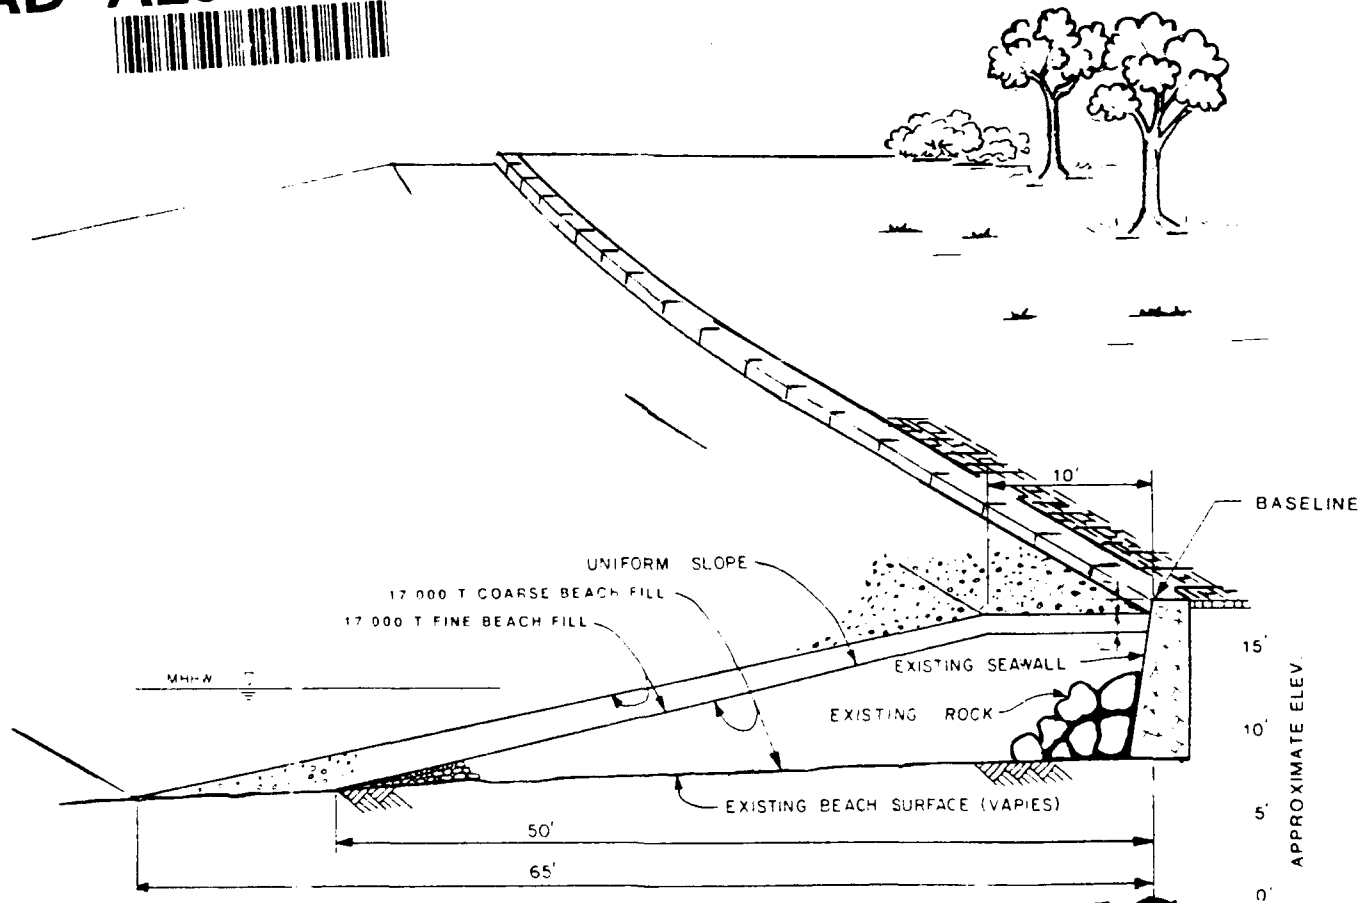 10'
BASELINE
UNIFORM SLOPE
17 000 T COARSE BEACH FILL
17 000 T FINE BEACH FILL
15'
EXISTING SEAWALL
MHHW
EXISTING ROCK
10'
APPROXIMATE ELEV.
EXISTING BEACH SURFACE (VARIES)
5'
50'
65'
0'